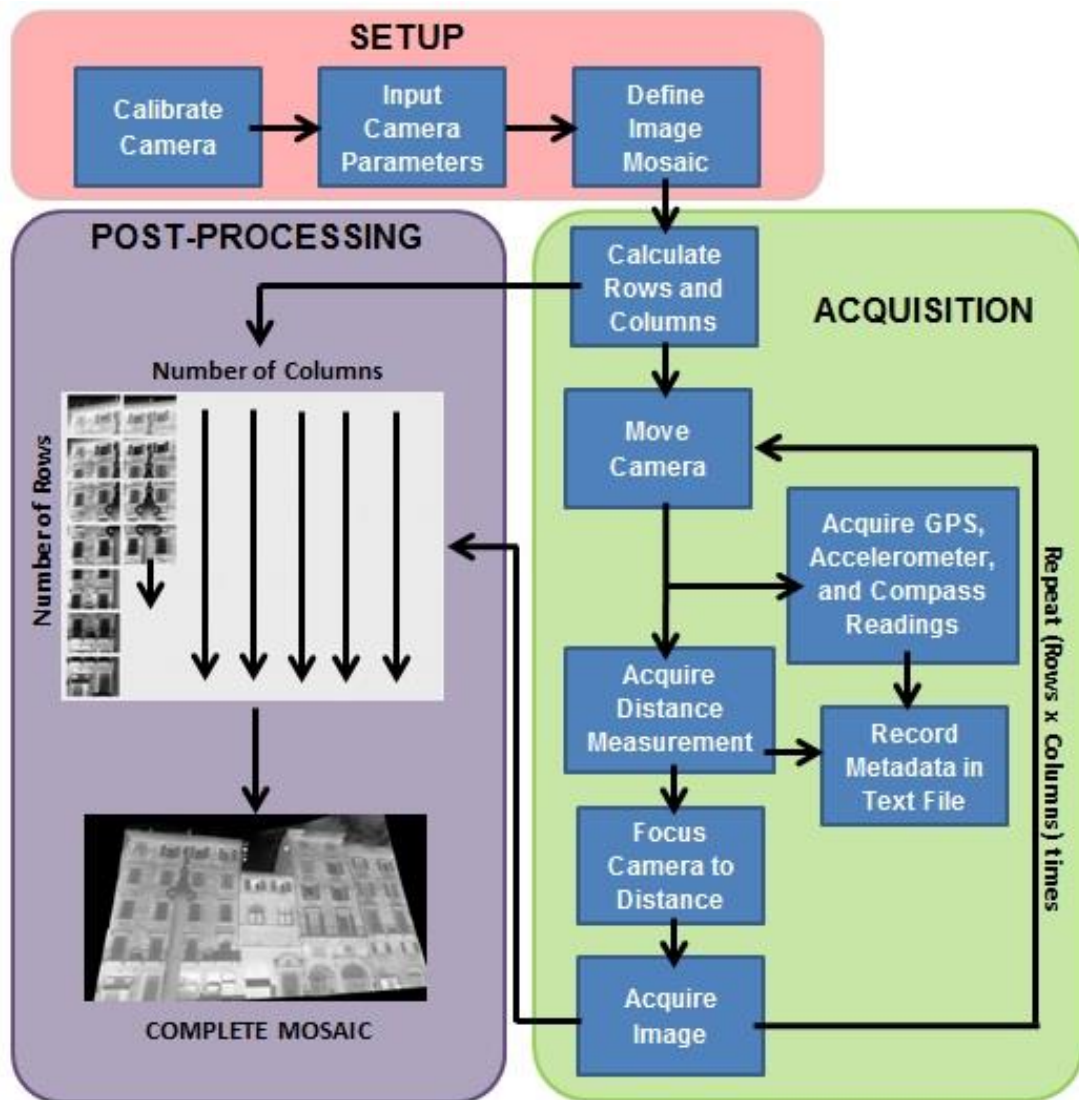 SETUP
Calibrate
Camera
Input
Camera
Parameters
Define
Image
Mosaic
POST-PROCESSING
Number of Columns
Number of Rows
COMPLETE MOSAIC
ACQUISITION
Calculate
Rows and
Columns
Move
Camera
Acquire GPS,
Accelerometer,
and Compass
Readings
Acquire
Distance
Measurement
Record
Metadata in
Text File
Focus
Camera to
Distance
Acquire
Image
Repeat (Rows x Columns) times